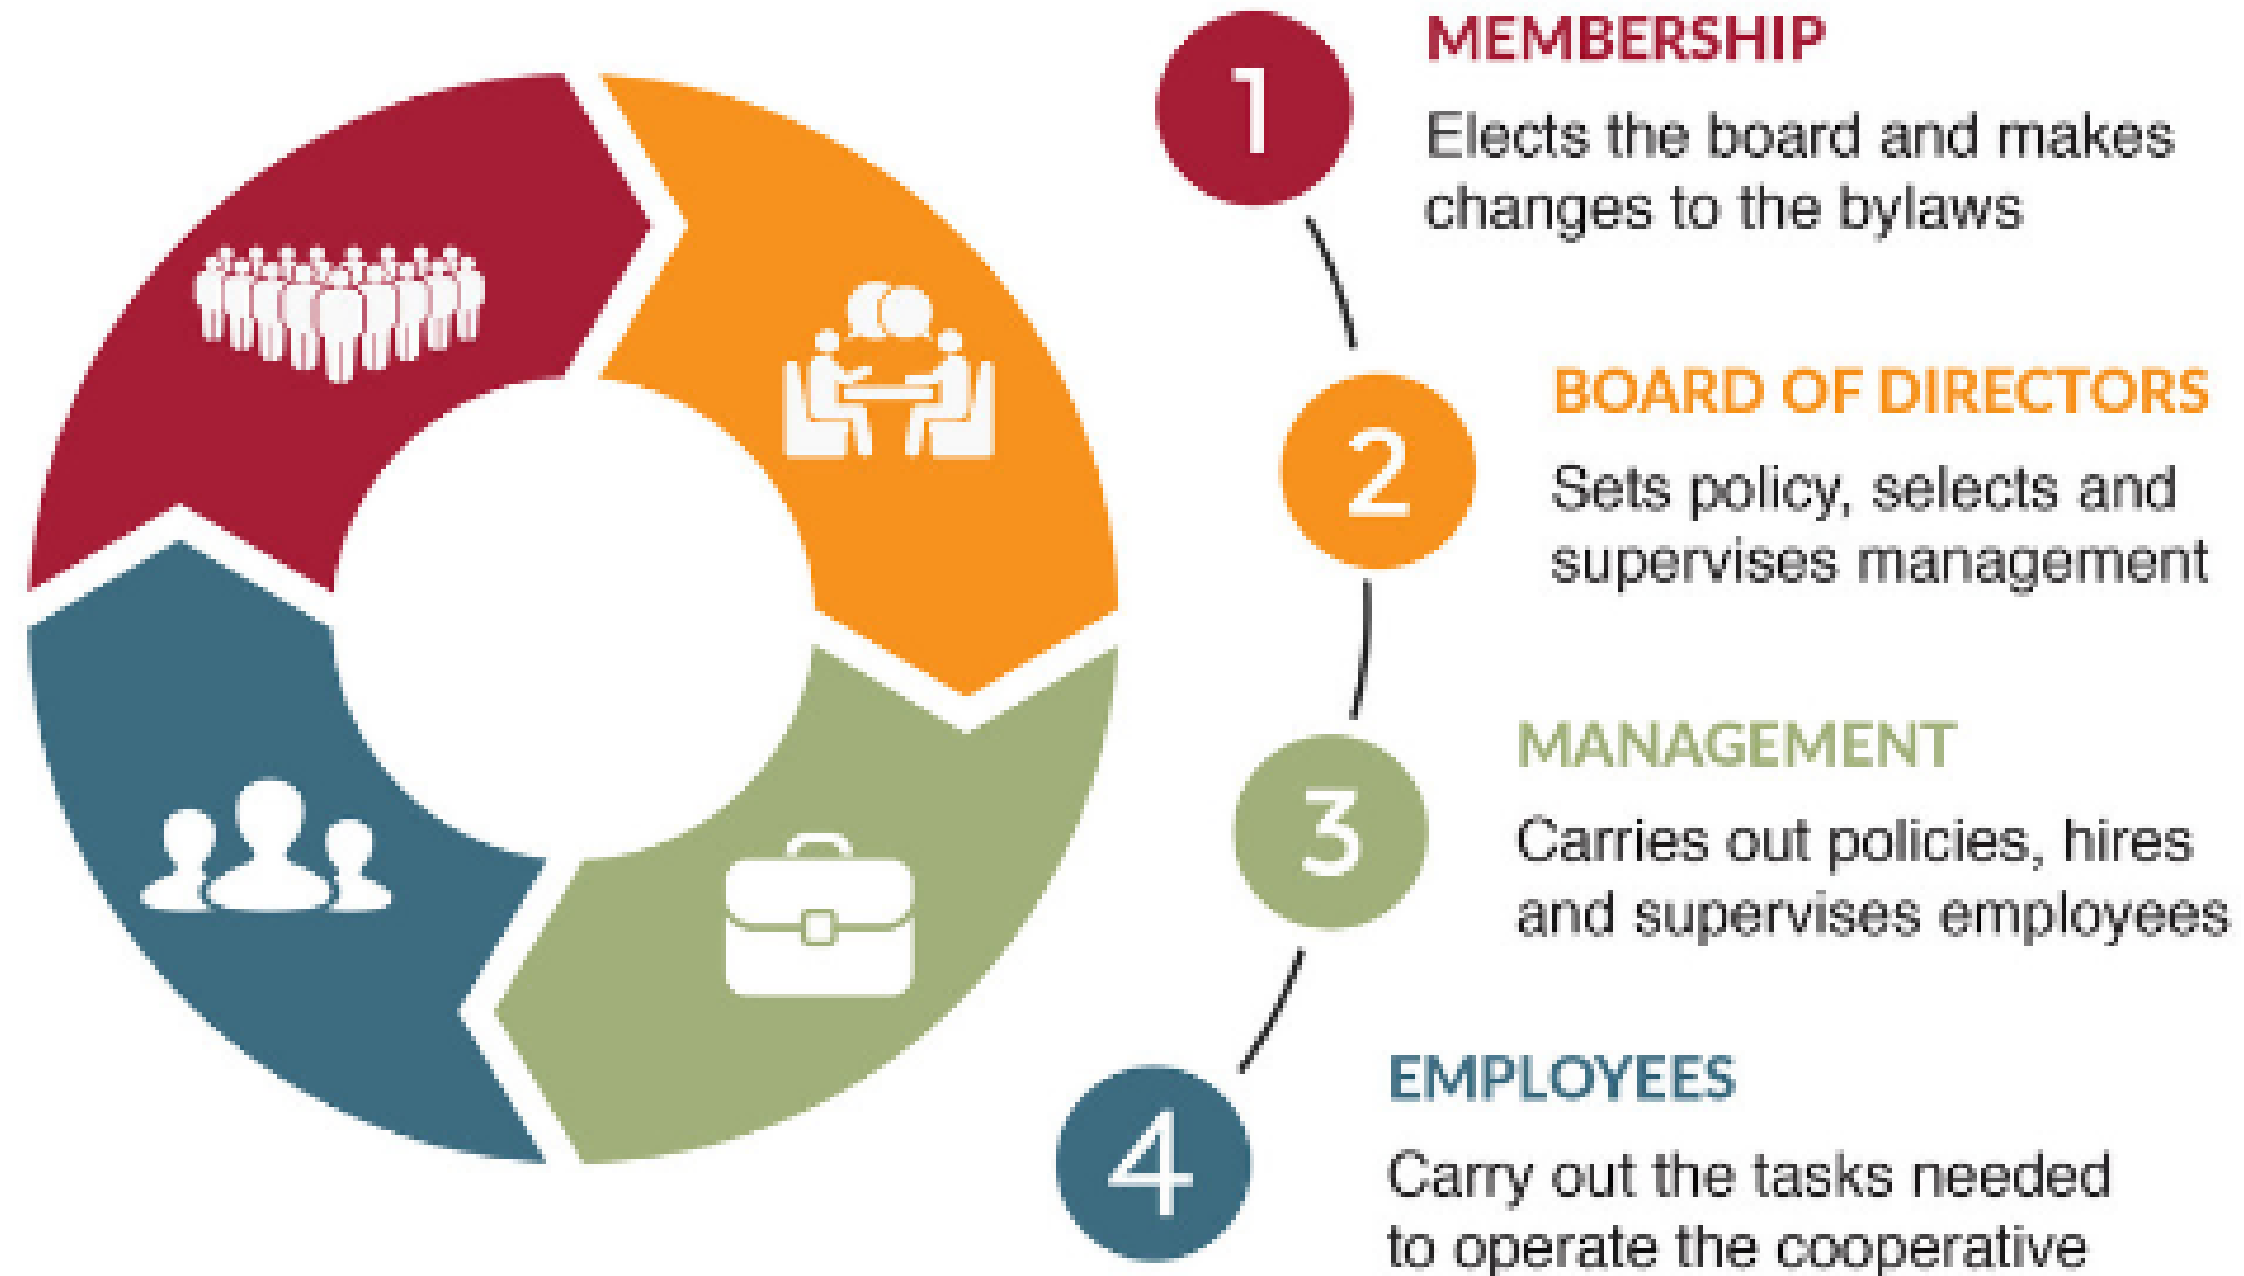 1
MEMBERSHIP
Elects the board and makes
changes to the bylaws
2
BOARD OF DIRECTORS
Sets policy, selects and
supervises management
3
MANAGEMENT
Carries out policies, hires
and supervises employees
4
EMPLOYEES
Carry out the tasks needed
to operate the cooperative